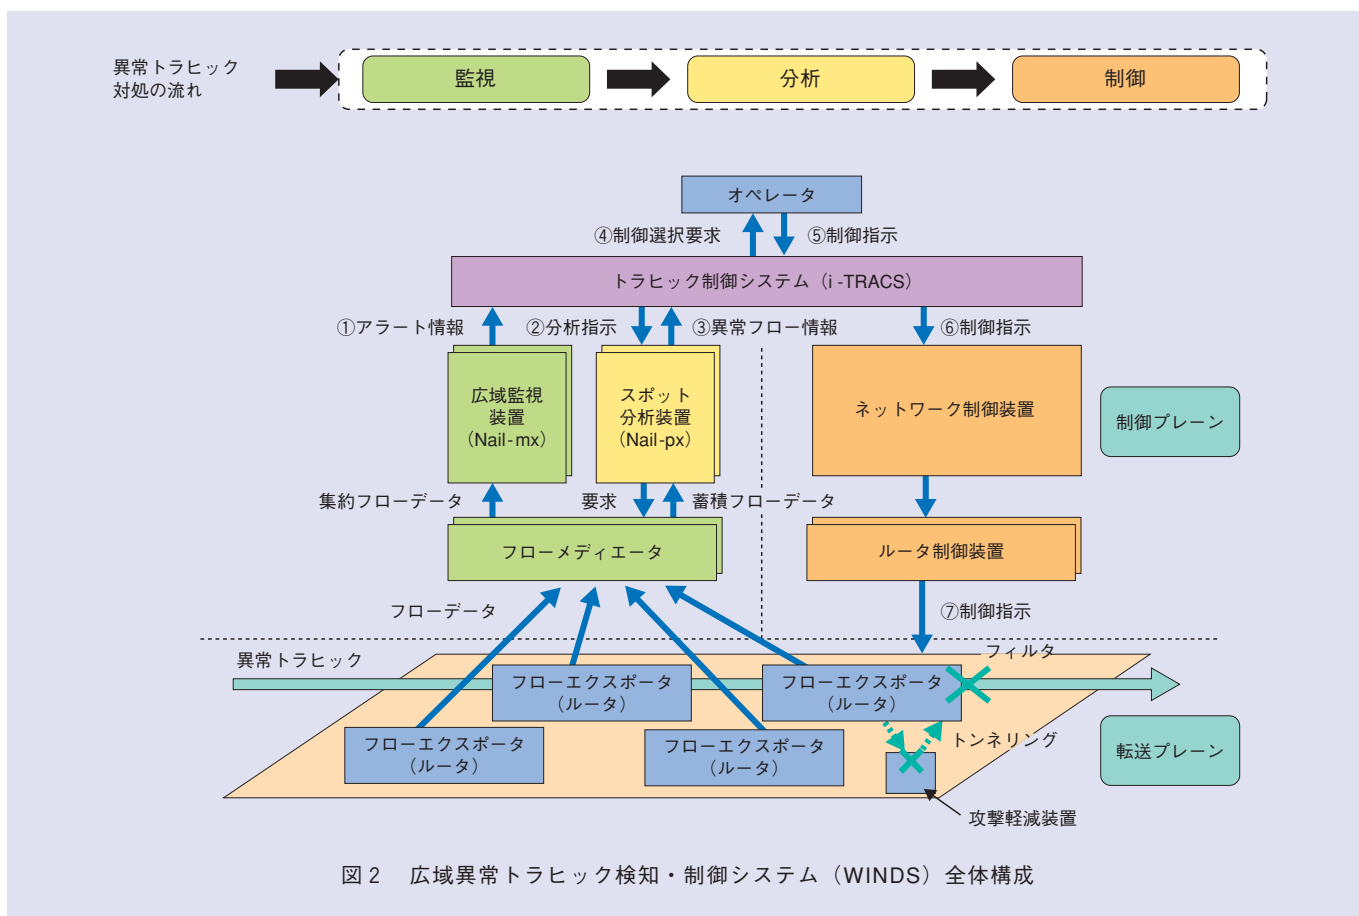 異常トラヒック
対処の流れ
監視
分析
制御
オペレータ
④制御選択要求
⑤制御指示
トラヒック制御システム（i-TRACS）
①アラート情報
②分析指示
③異常フロー情報
⑥制御指示
広域監視
装置
（Nail-mx）
スポット
分析装置
（Nail-px）
ネットワーク制御装置
制御プレーン
集約フローデータ
要求
蓄積フローデータ
フローメディエータ
ルータ制御装置
フローデータ
⑦制御指示
異常トラヒック
フィルタ
フローエクスポータ
（ルータ）
フローエクスポータ
（ルータ）
フローエクスポータ
（ルータ）
フローエクスポータ
（ルータ）
トンネリング
転送プレーン
攻撃軽減装置
図2　広域異常トラヒック検知・制御システム（WINDS）全体構成